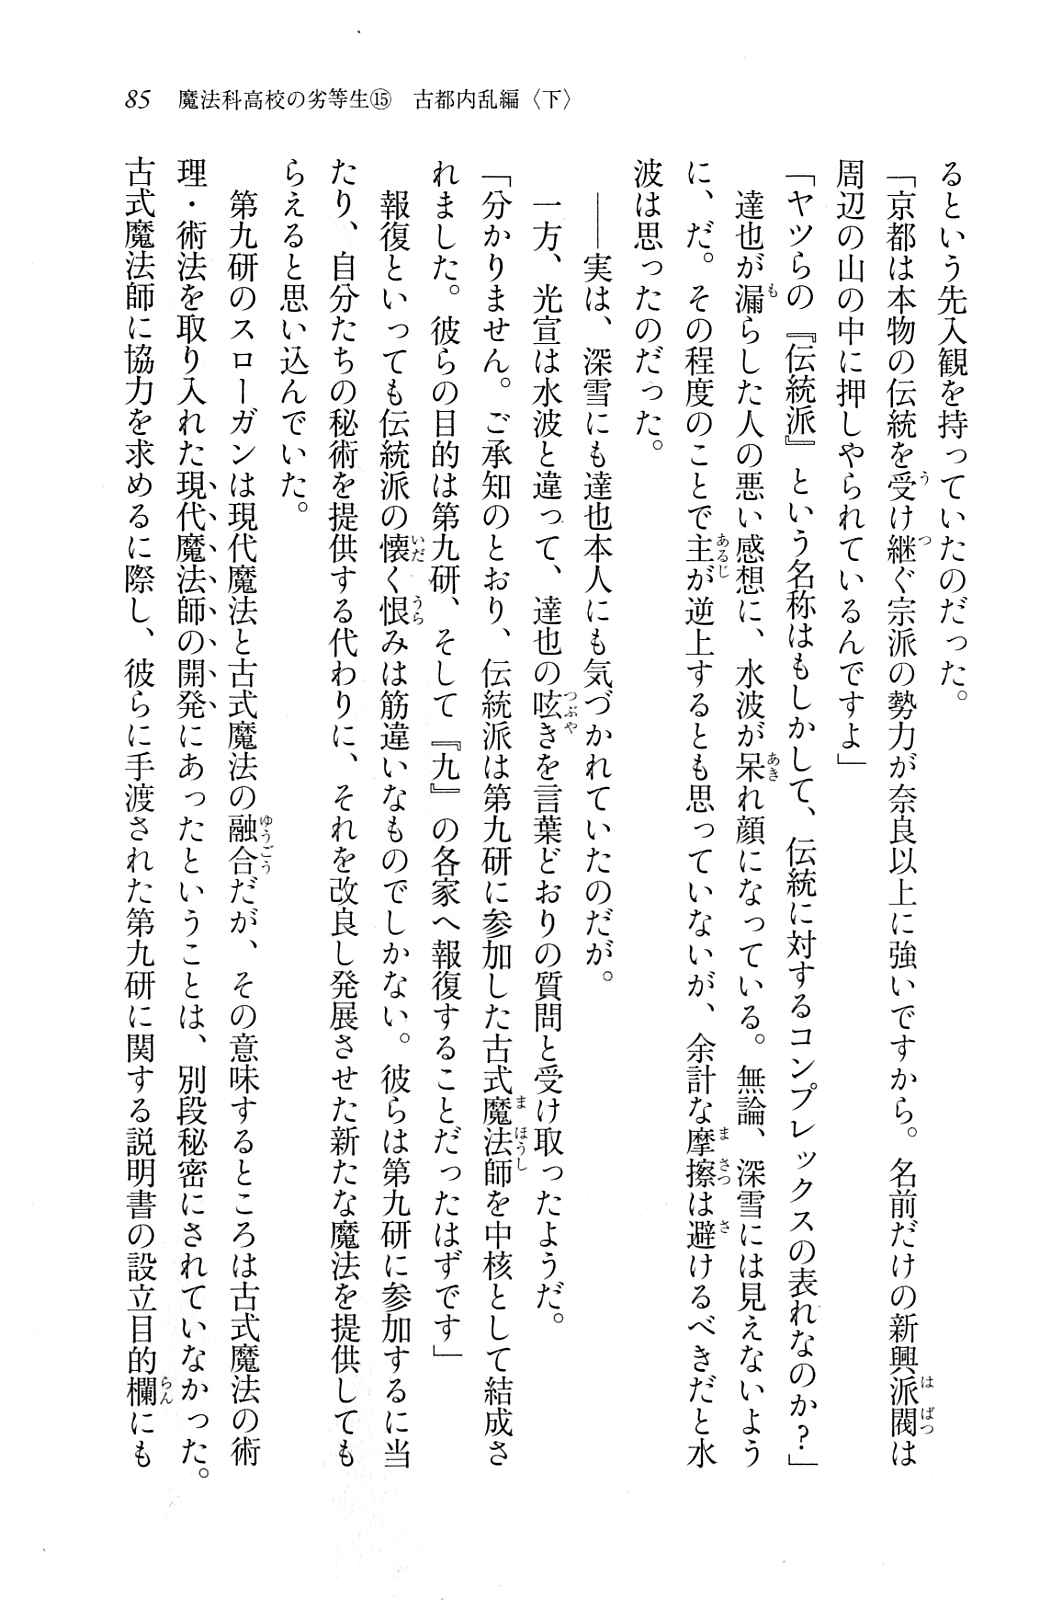 85 魔法科高校の劣等生⑮ 古都内乱編〈下〉
るという先入観を持っていたのだった。
「京都は本物の伝統を受け継ぐ宗派の勢力が奈良以上に強いですから。名前だけの新興派閥は
周辺の山の中に押しやられているんですよ」
「ヤツらの『伝統派』という名称はもしかして、伝統に対するコンプレックスの表れなのか？」
達也が漏らした人の悪い感想に、水波が呆れ顔になっている。無論、深雪には見えないよう
に、だ。その程度のことで主が逆上するとも思っていないが、余計な摩擦は避けるべきだと水
波は思ったのだった。
――実は、深雪にも達也本人にも気づかれていたのだが。
一方、光宣は水波と違って、達也の呟きを言葉どおりの質問と受け取ったようだ。
「分かりません。ご承知のとおり、伝統派は第九研に参加した古式魔法師を中核として結成さ
れました。彼らの目的は第九研、そして『九』の各家へ報復することだったはずです」
報復といっても伝統派の懐く恨みは筋違いなものでしかない。彼らは第九研に参加するに当
たり、自分たちの秘術を提供する代わりに、それを改良し発展させた新たな魔法を提供しても
らえると思い込んでいた。
第九研のスローガンは現代魔法と古式魔法の融合だが、その意味するところは古式魔法の術
理・術法を取り入れた現代魔法師の開発にあったということは、別段秘密にされていなかった。
古式魔法師に協力を求めるに際し、彼らに手渡された第九研に関する説明書の設立目的欄にも